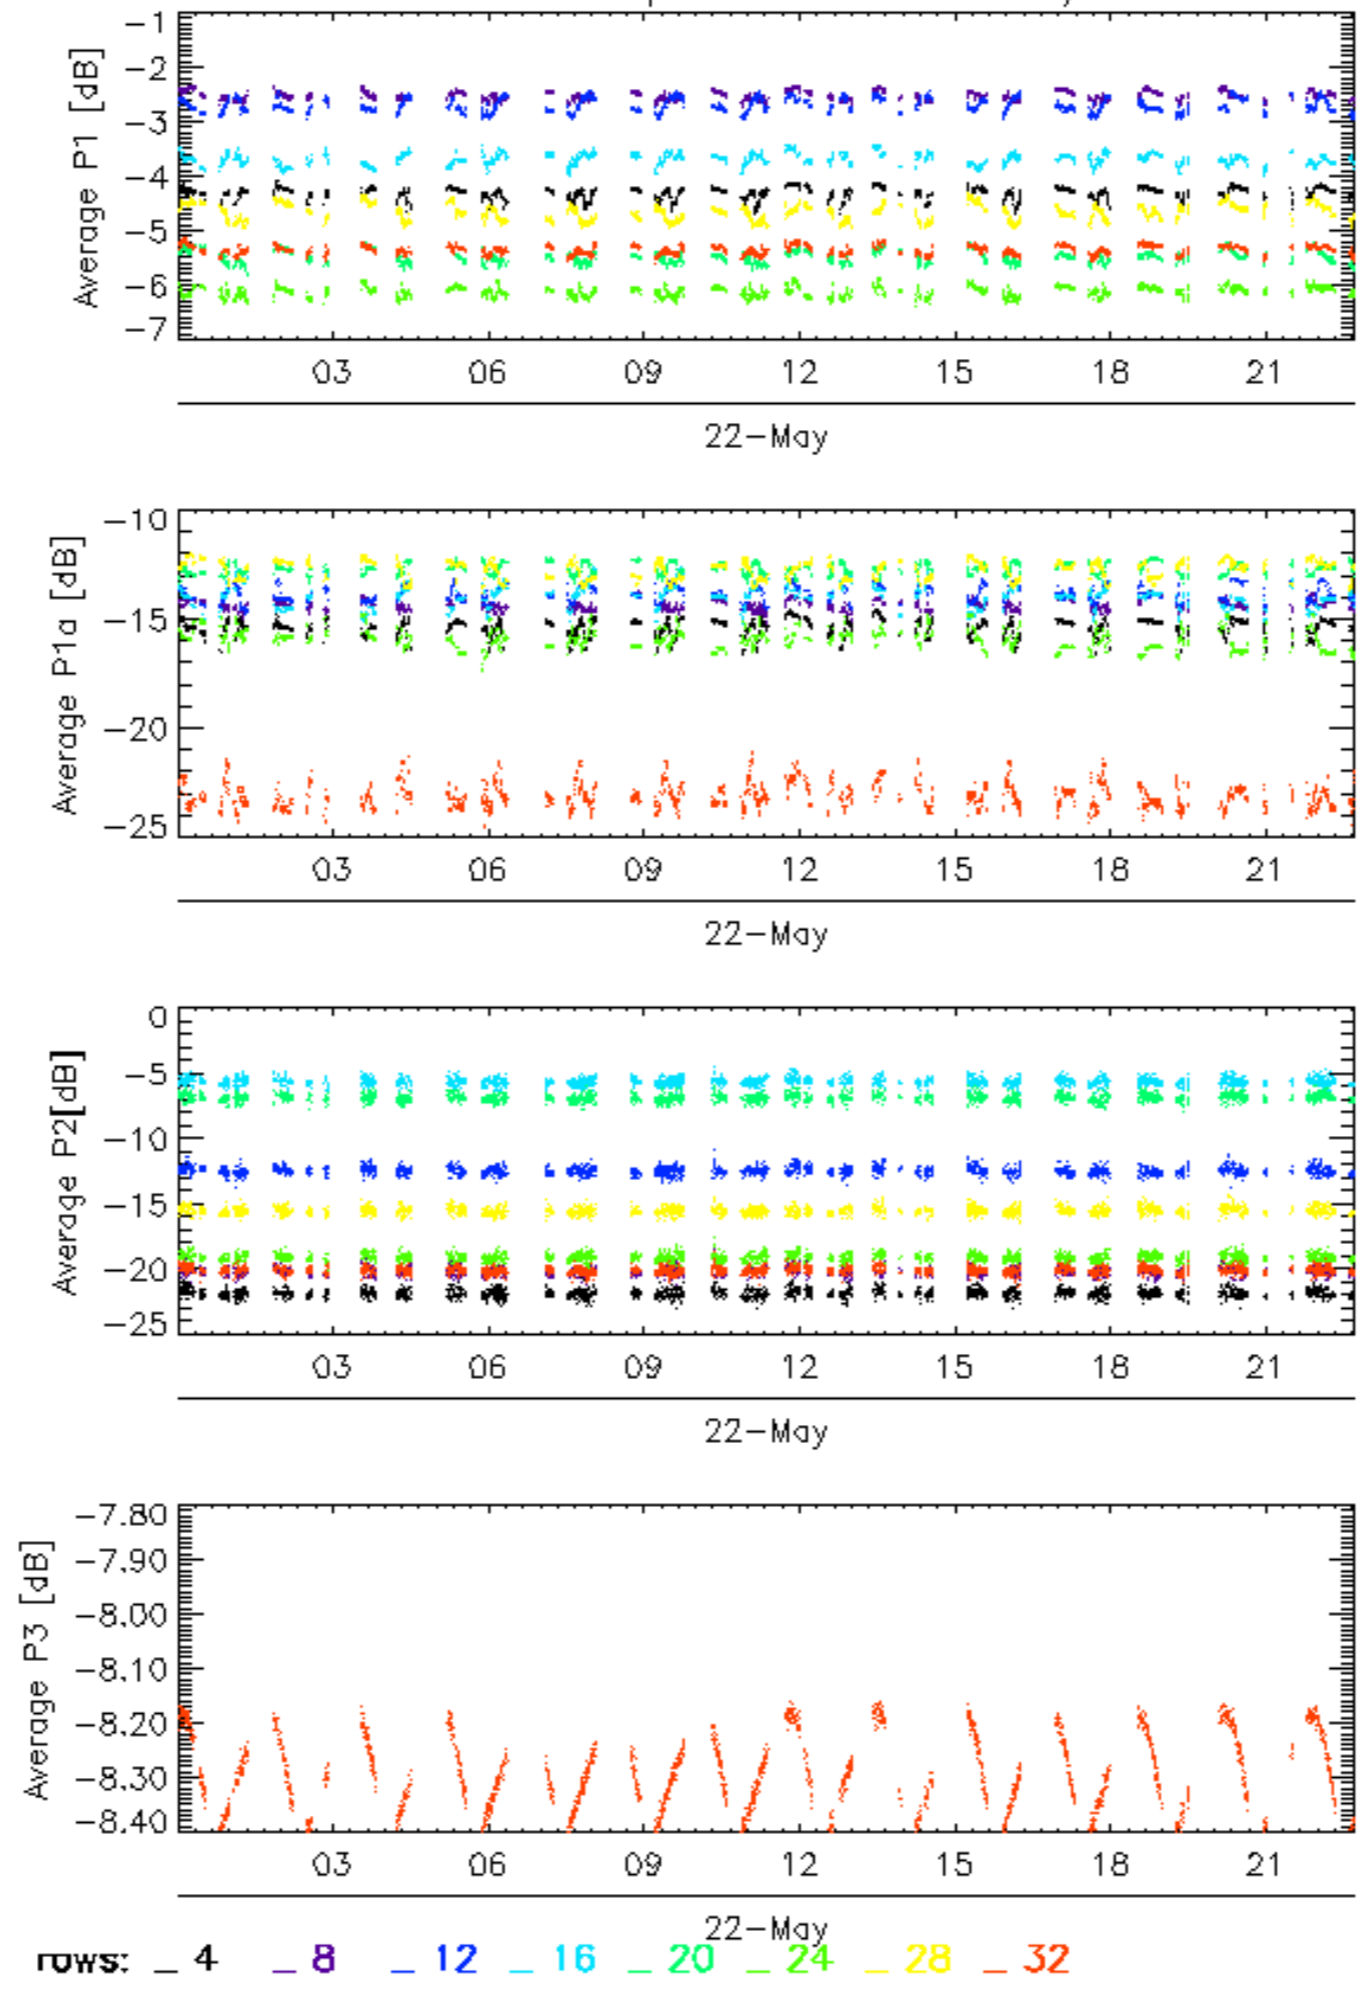 Average P1 [dB]
-1
-2
-3
-4
-5
-6
-7
03 06 09 12 15 18 21
22-May
Average P1a [dB]
-10
-15
-20
-25
03 06 09 12 15 18 21
22-May
Average P2[dB]
0
-5
-10
-15
-20
-25
03 06 09 12 15 18 21
22-May
Average P3 [dB]
-7.80
-7.90
-8.00
-8.10
-8.20
-8.30
-8.40
03 06 09 12 15 18 21
22-May
rows: _ 4 _ 8 _ 12 _ 16 _ 20 _ 24 _ 28 _ 32